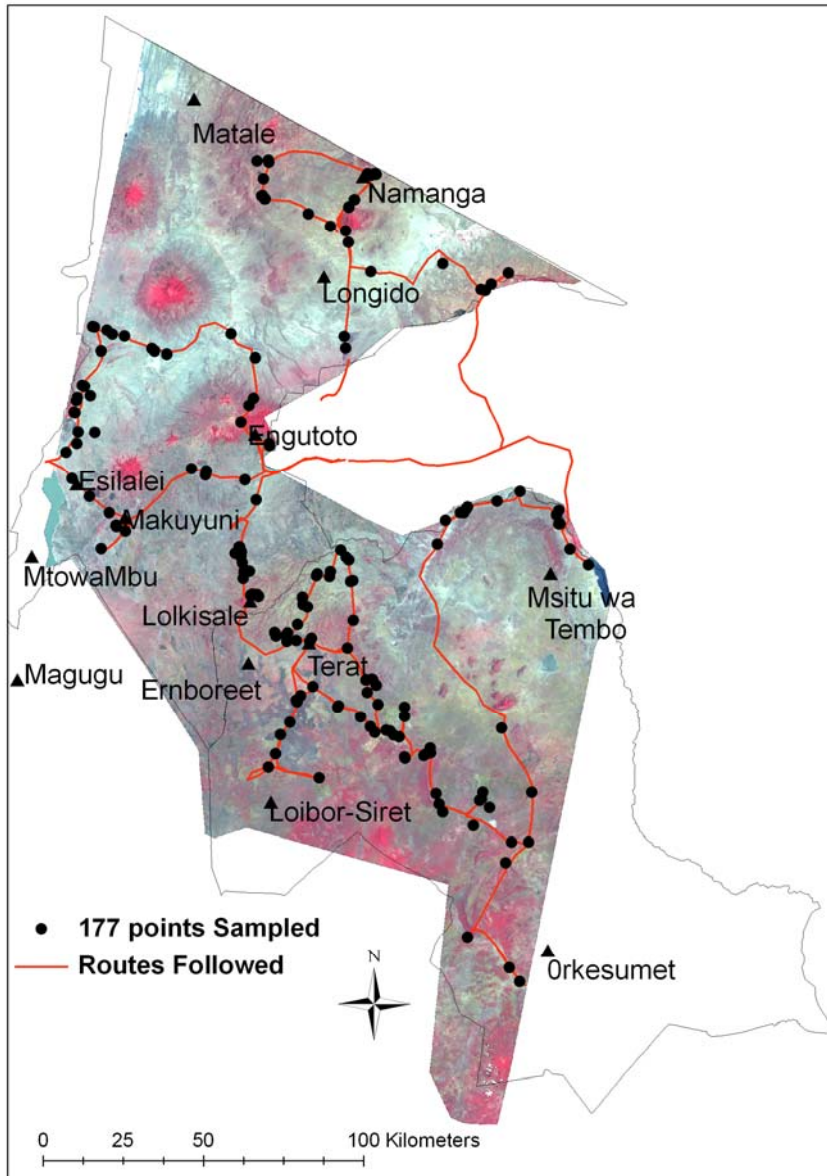 Matale
Namanga
Longido
Engutoto
Esilalei
Makuyuni
MtowaMbu
Msitu wa
Tembo
Lolkisale
Terat
Ernboreet
Magugu
Loibor-Siret
177 points Sampled
Routes Followed
N
0rkesumet
0 25 50 100 Kilometers